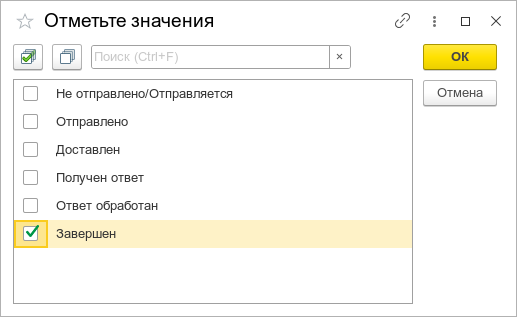 Отметьте значения
Поиск (Ctrl+F)
×
ОК
Не отправлено/Отправляется
Отмена
Отправлено
Доставлен
Получен ответ
Ответ обработан
Завершен